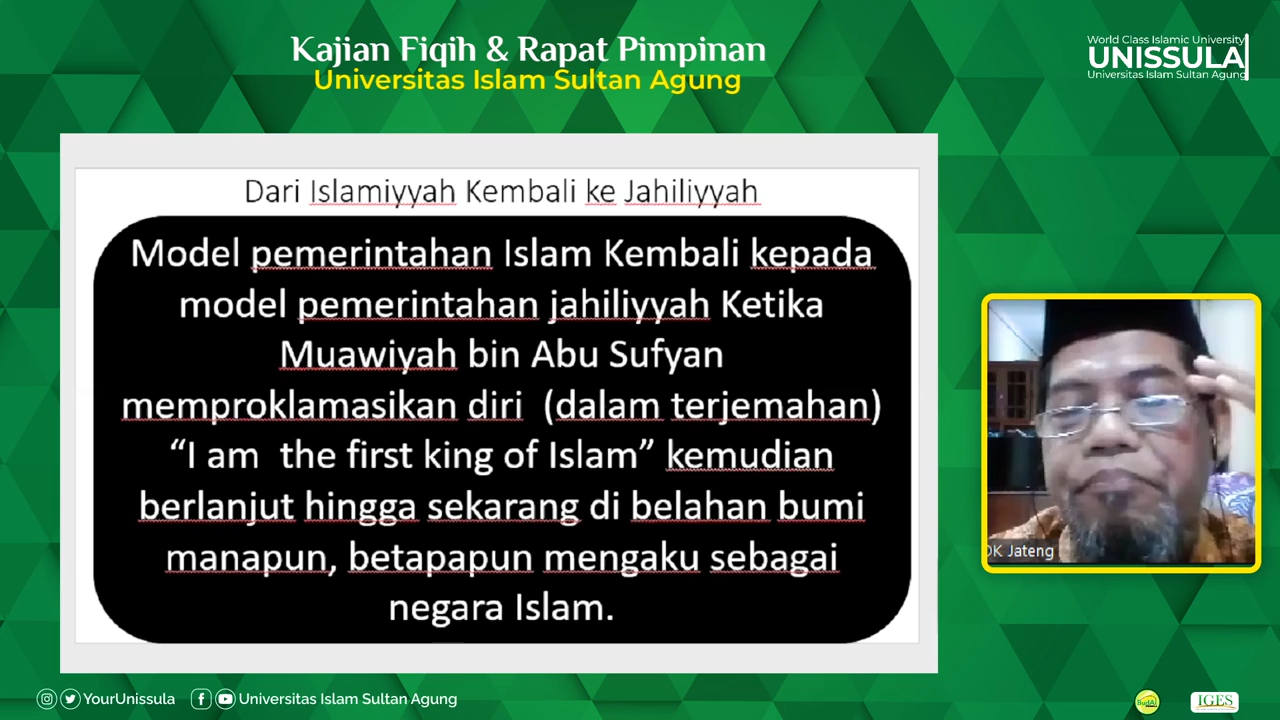 Kajian Fiqih & Rapat Pimpinan
Universitas Islam Sultan Agung
World Class Islamic University
UNISSULA
Universitas Islam Sultan Agung
Dari Islamiyyah Kembali ke Jahiliyyah
Model pemerintahan Islam Kembali kepada
model pemerintahan jahiliyyah Ketika
Muawiyah bin Abu Sufyan
memproklamasikan diri (dalam terjemahan)
“I am the first king of Islam” kemudian
berlanjut hingga sekarang di belahan bumi
manapun, betapapun mengaku sebagai
negara Islam.
DK Jateng
YourUnissula
Universitas Islam Sultan Agung
BudAi
IGES